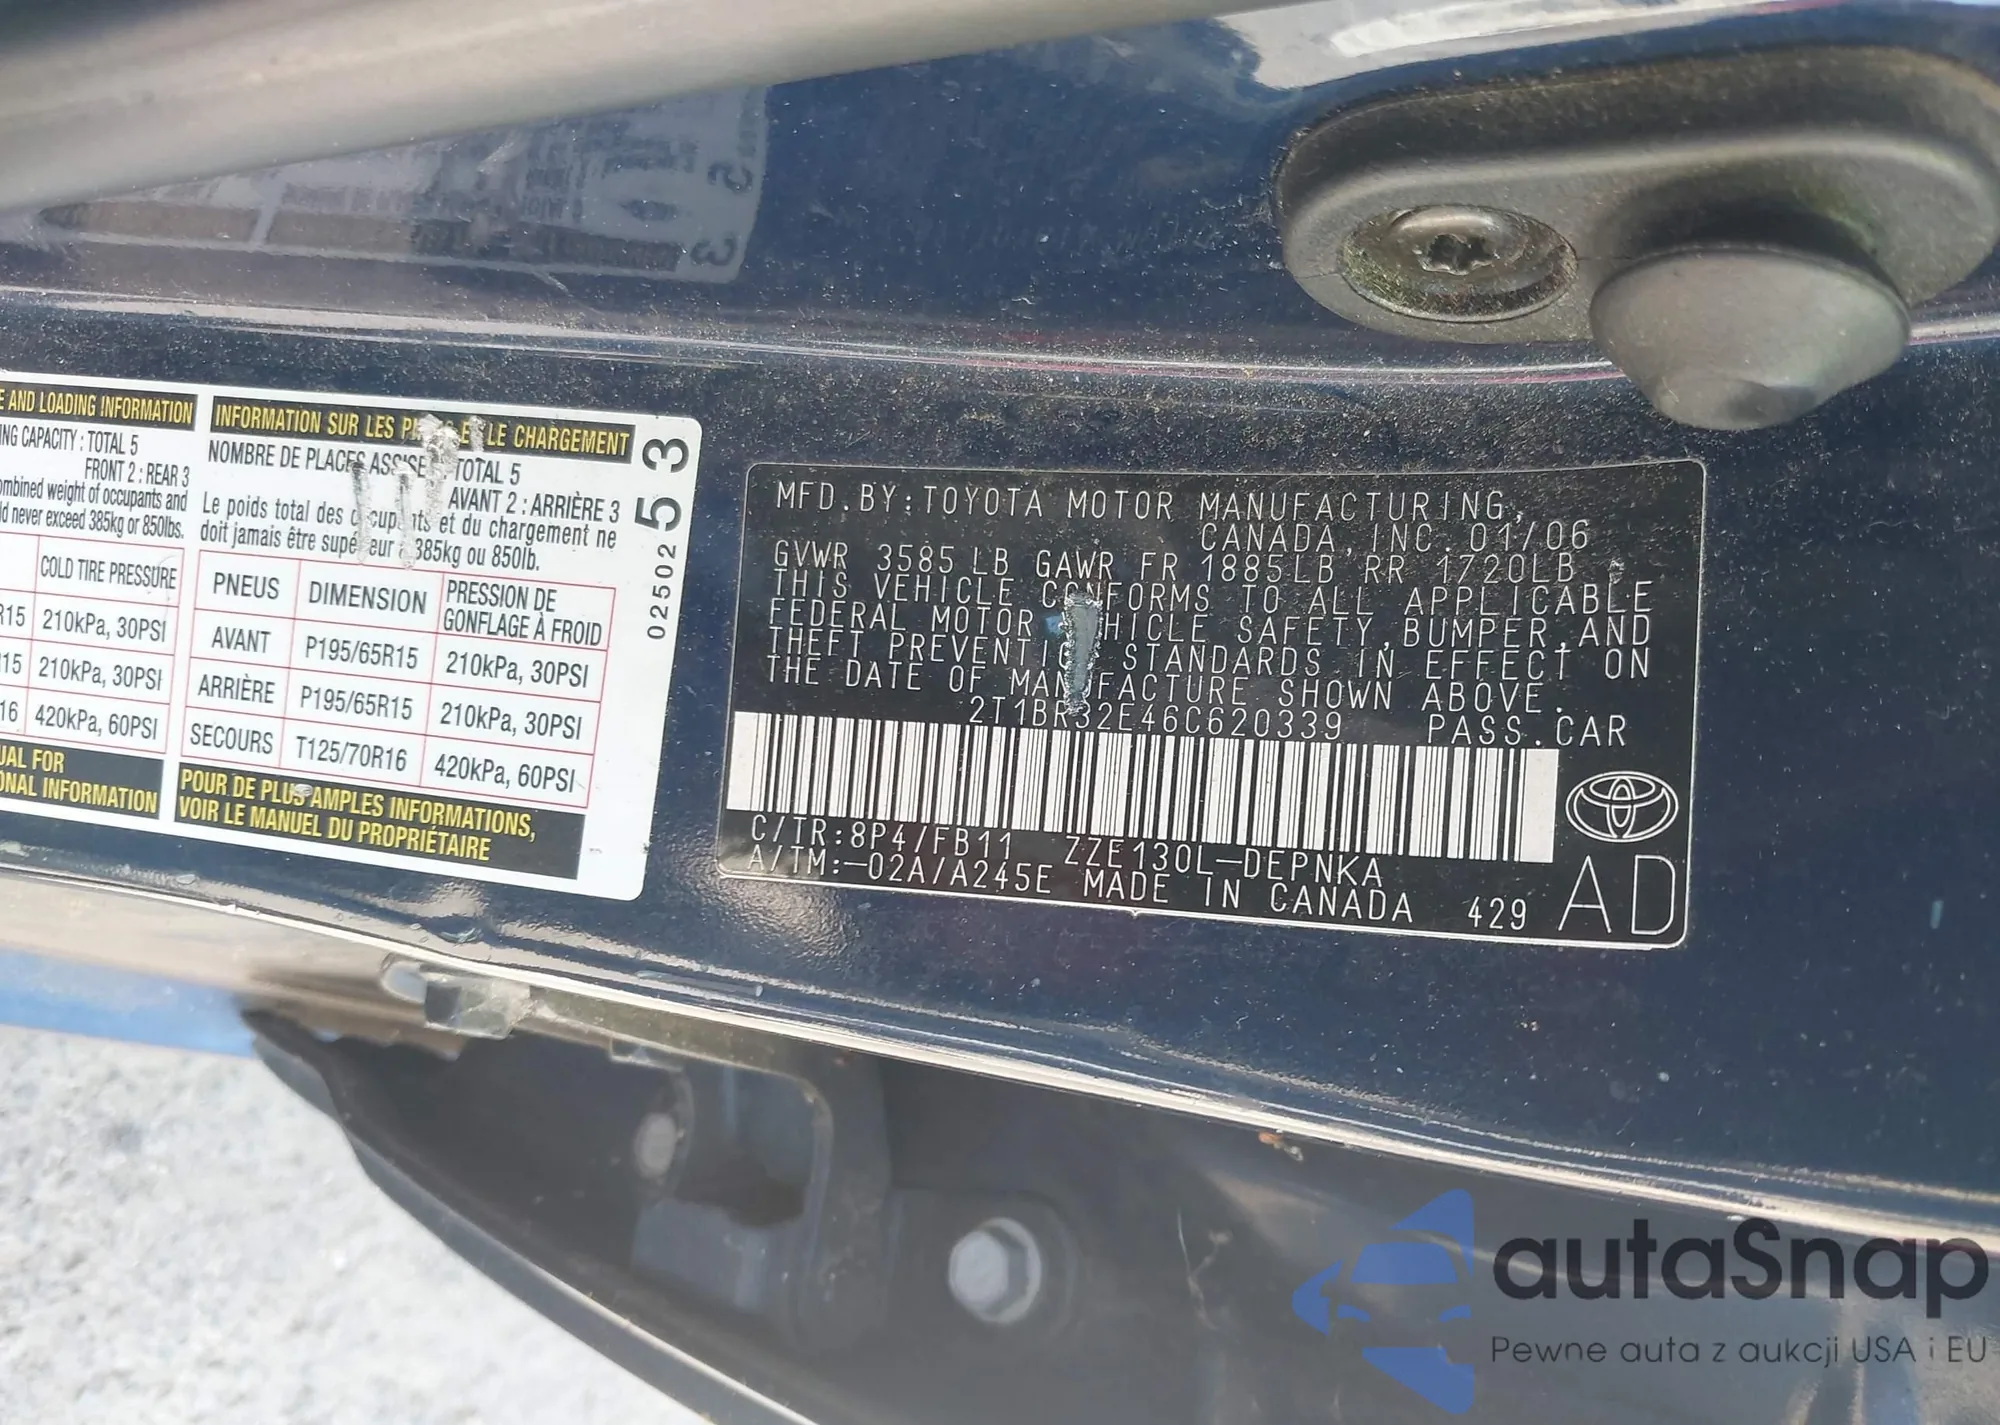 E AND LOADING INFORMATION
NG CAPACITY : TOTAL 5
FRONT 2 : REAR 3
ombined weight of occupants and
ld never exceed 385kg or 850lbs.
COLD TIRE PRESSURE
R15 210kPa, 30PSI
R15 210kPa, 30PSI
16 420kPa, 60PSI
UAL FOR
ONAL INFORMATION
INFORMATION SUR LES ET LE CHARGEMENT
NOMBRE DE PLACES ASSISES TOTAL 5
AVANT 2 : ARRIÈRE 3
Le poids total des occupants et du chargement ne
doit jamais être supérieur à 385kg ou 850lb.
PNEUS DIMENSION PRESSION DE GONFLAGE À FROID
AVANT P195/65R15 210kPa, 30PSI
ARRIÈRE P195/65R15 210kPa, 30PSI
SECOURS T125/70R16 420kPa, 60PSI
POUR DE PLUS AMPLES INFORMATIONS,
VOIR LE MANUEL DU PROPRIÉTAIRE
02502 53
MFD.BY:TOYOTA MOTOR MANUFACTURING,
CANADA, INC. 01/06
GVWR 3585 LB GAWR FR 1885LB RR 1720LB
THIS VEHICLE CONFORMS TO ALL APPLICABLE
FEDERAL MOTOR VEHICLE SAFETY, BUMPER, AND
THEFT PREVENTION STANDARDS IN EFFECT ON
THE DATE OF MANUFACTURE SHOWN ABOVE.
2T1BR32E46C620339 PASS.CAR
C/TR:8P4/FB11 ZZE130L-DEPNKA
A/TM:-02A/A245E MADE IN CANADA 429 AD
autaSnap
Pewne auta z aukcji USA i EU